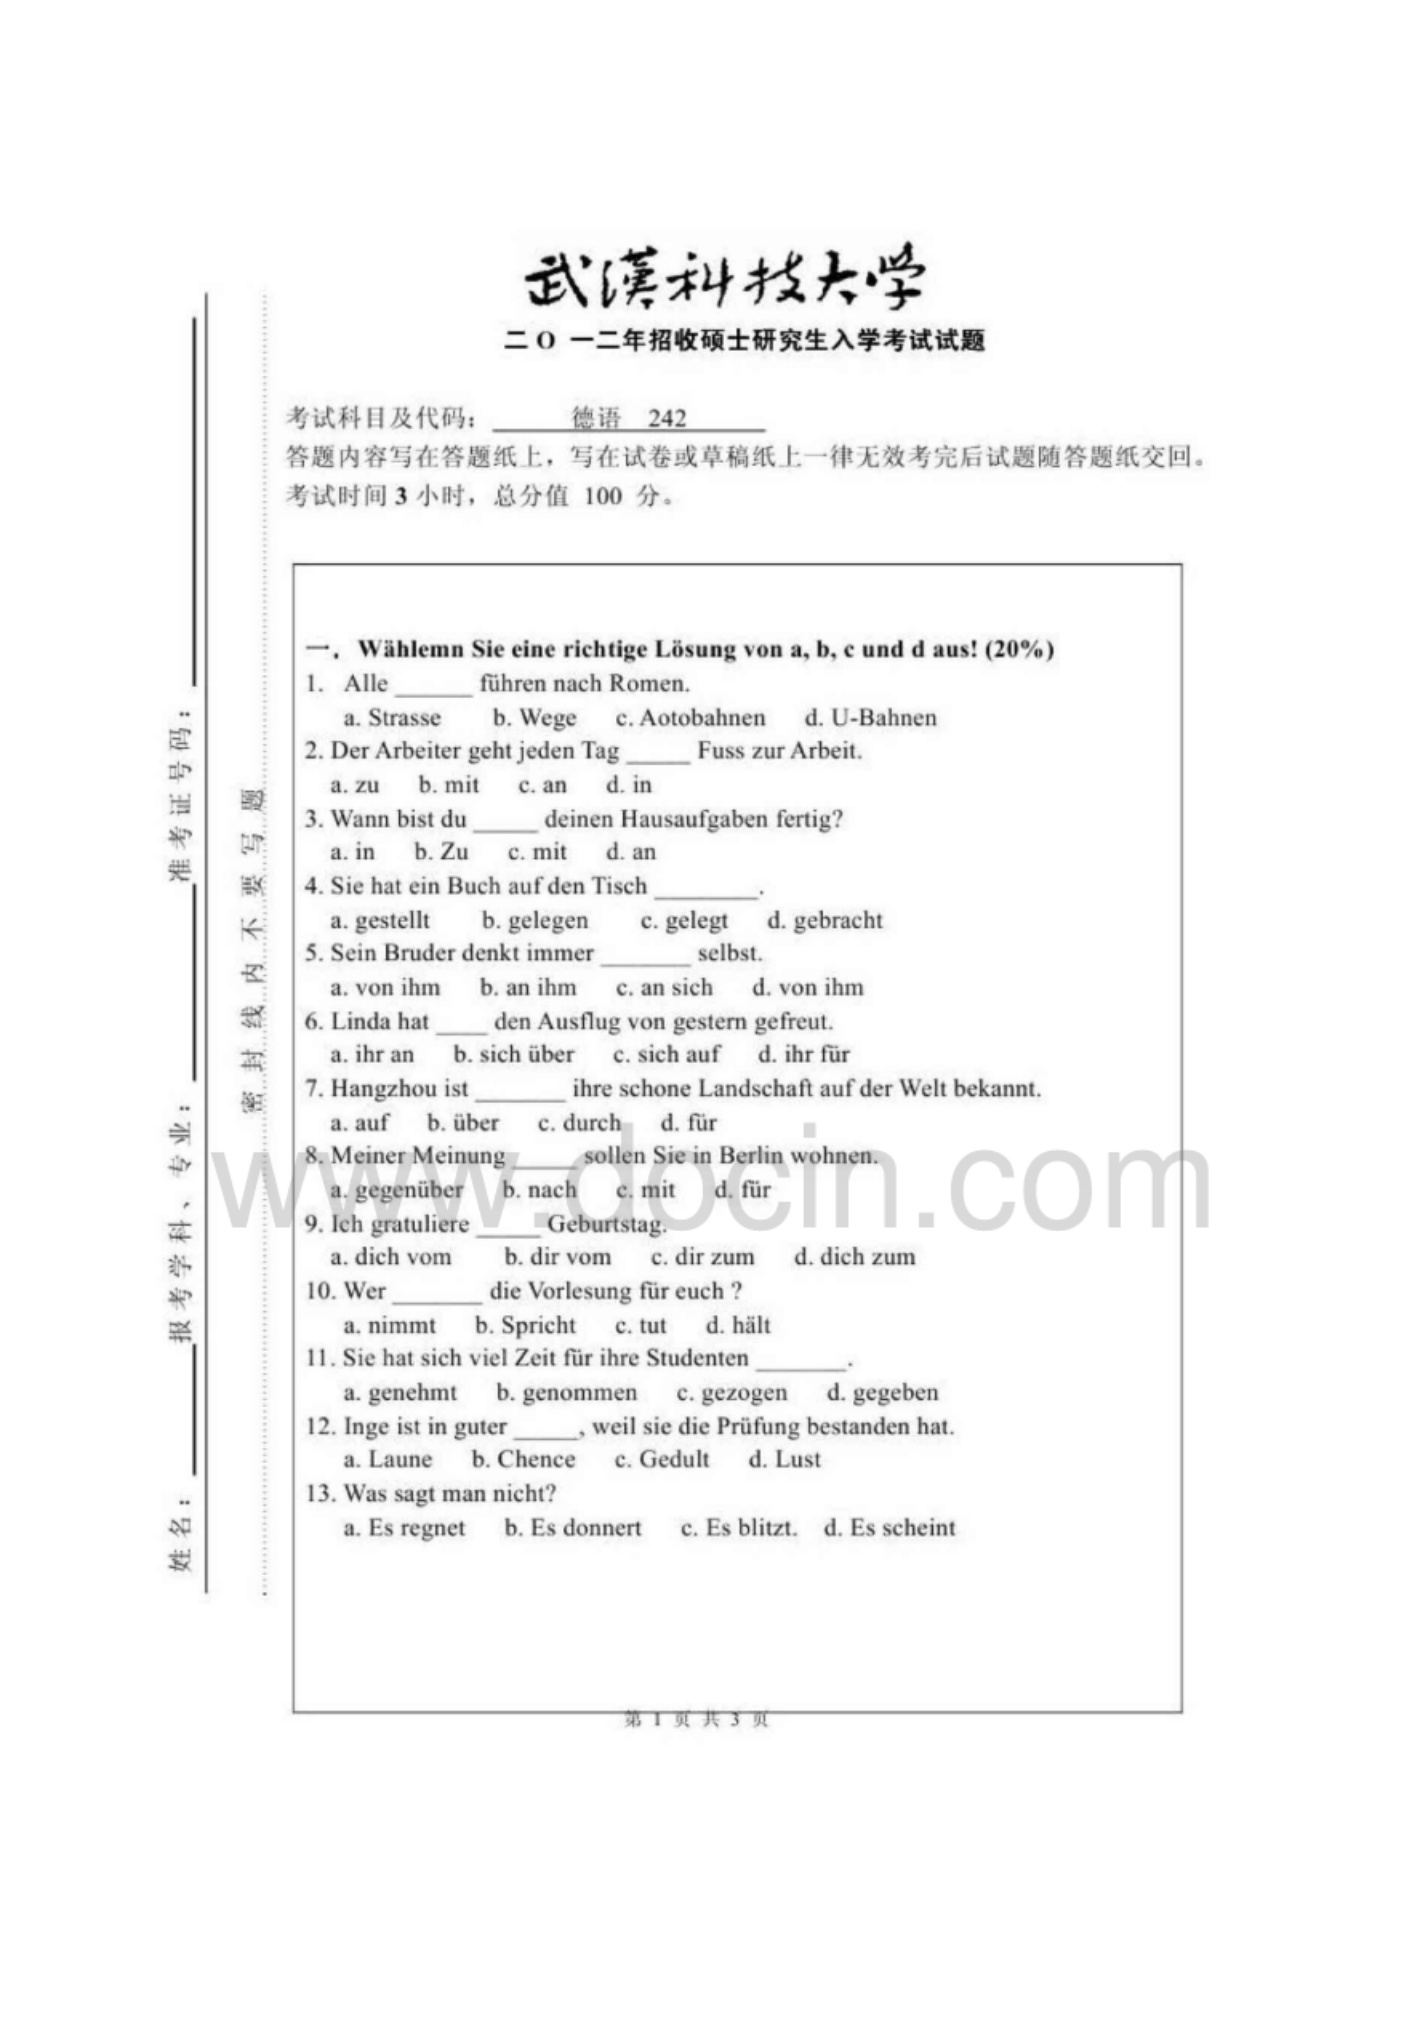 武漢科技大学
二O一二年招收硕士研究生入学考试试题
考试科目及代码： 德语 242
答题内容写在答题纸上，写在试卷或草稿纸上一律无效考完后试题随答题纸交回。
考试时间 3 小时，总分值 100 分。
准考证号码：
报考学科、专业：
姓名：
密封线内不要写题
一．Wählemn Sie eine richtige Lösung von a, b, c und d aus! (20%)
1. Alle ______ führen nach Romen.
a. Strasse b. Wege c. Aotobahnen d. U-Bahnen
2. Der Arbeiter geht jeden Tag _____ Fuss zur Arbeit.
a. zu b. mit c. an d. in
3. Wann bist du _____ deinen Hausaufgaben fertig?
a. in b. Zu c. mit d. an
4. Sie hat ein Buch auf den Tisch ________.
a. gestellt b. gelegen c. gelegt d. gebracht
5. Sein Bruder denkt immer _______ selbst.
a. von ihm b. an ihm c. an sich d. von ihm
6. Linda hat ____ den Ausflug von gestern gefreut.
a. ihr an b. sich über c. sich auf d. ihr für
7. Hangzhou ist _______ ihre schone Landschaft auf der Welt bekannt.
a. auf b. über c. durch d. für
8. Meiner Meinung _____ sollen Sie in Berlin wohnen.
a. gegenüber b. nach c. mit d. für
9. Ich gratuliere _____ Geburtstag.
a. dich vom b. dir vom c. dir zum d. dich zum
10. Wer _______ die Vorlesung für euch ?
a. nimmt b. Spricht c. tut d. hält
11. Sie hat sich viel Zeit für ihre Studenten _______.
a. genehmt b. genommen c. gezogen d. gegeben
12. Inge ist in guter _____, weil sie die Prüfung bestanden hat.
a. Laune b. Chence c. Gedult d. Lust
13. Was sagt man nicht?
a. Es regnet b. Es donnert c. Es blitzt. d. Es scheint
第 1 页 共 3 页
www.docin.com